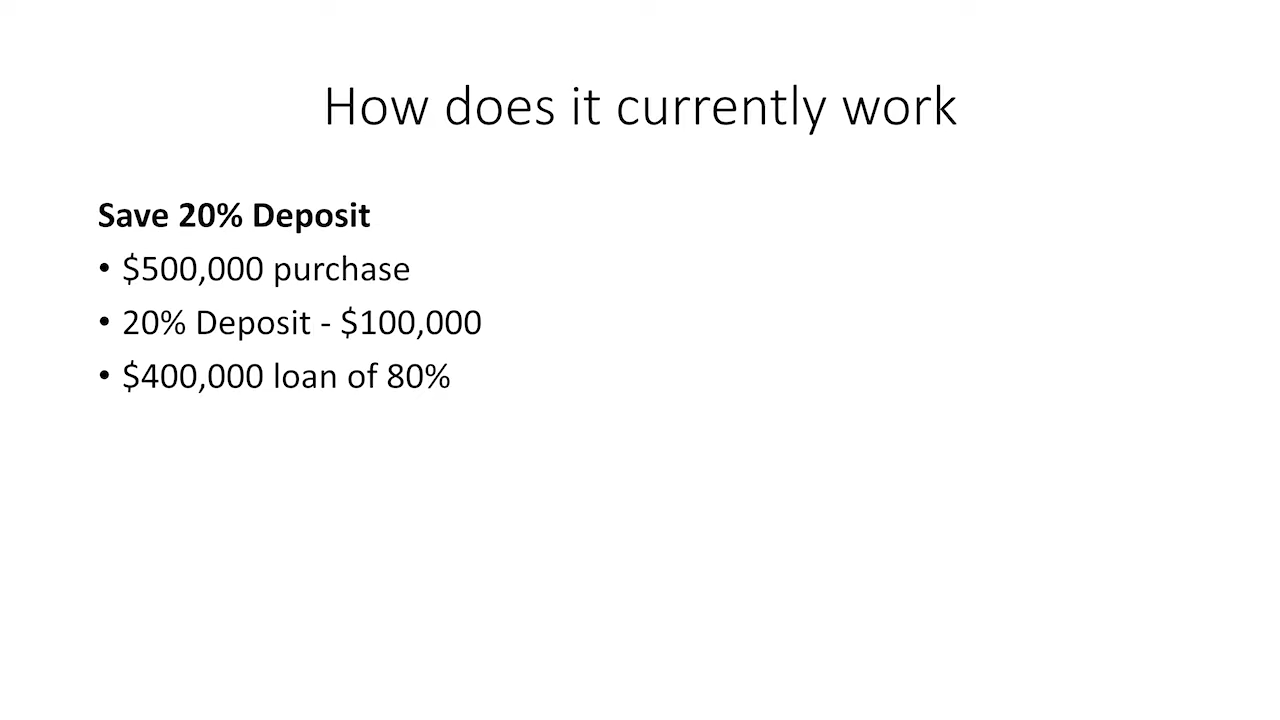 How does it currently work
Save 20% Deposit
• $500,000 purchase
• 20% Deposit - $100,000
• $400,000 loan of 80%